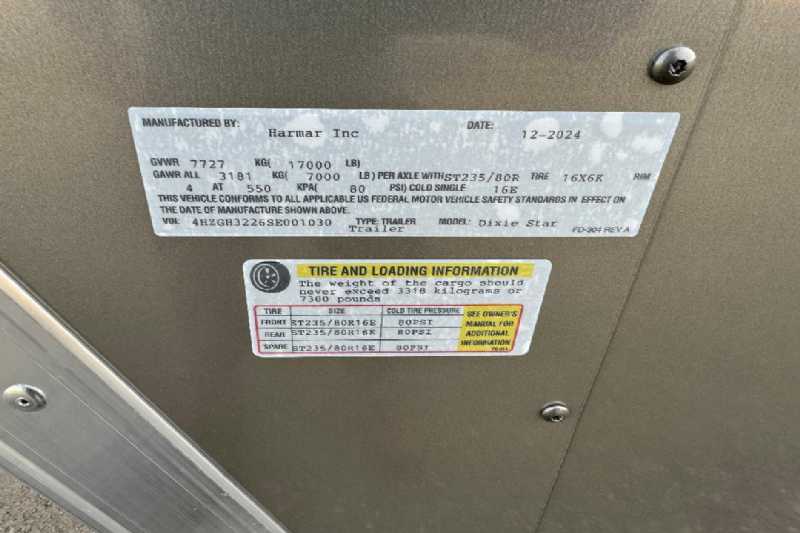 MANUFACTURED BY: Harmar Inc DATE: 12-2024
GVWR 7727 KG( 17000 LB)
GAWR ALL 3181 KG( 7000 LB) PER AXLE WITH ST235/80R TIRE 16X6K RIM
4 AT 550 KPA( 80 PSI) COLD SINGLE 16E
THIS VEHICLE CONFORMS TO ALL APPLICABLE US FEDERAL MOTOR VEHICLE SAFETY STANDARDS IN EFFECT ON
THE DATE OF MANUFACTURE SHOWN ABOVE.
V.I.N.: 4HZGH3226SE001030 TYPE: TRAILER MODEL: Dixie Star
Trailer FD-904 REV A
TIRE AND LOADING INFORMATION
The weight of the cargo should
never exceed 3318 kilograms or
7300 pounds
TIRE SIZE COLD TIRE PRESSURE SEE OWNER'S
FRONT ST235/80R16E 80PSI MANUAL FOR
REAR ST235/80R16E 80PSI ADDITIONAL
INFORMATION
SPARE ST235/80R16E 80PSI